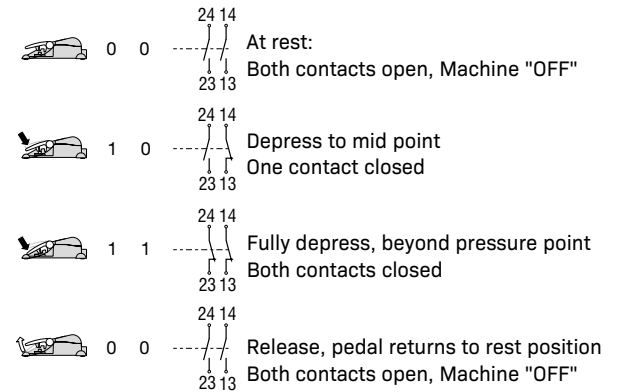 24 14
0 0
At rest:
Both contacts open, Machine "OFF"
23 13
24 14
1 0
Depress to mid point
One contact closed
23 13
24 14
1 1
Fully depress, beyond pressure point
Both contacts closed
23 13
24 14
0 0
Release, pedal returns to rest position
Both contacts open, Machine "OFF"
23 13